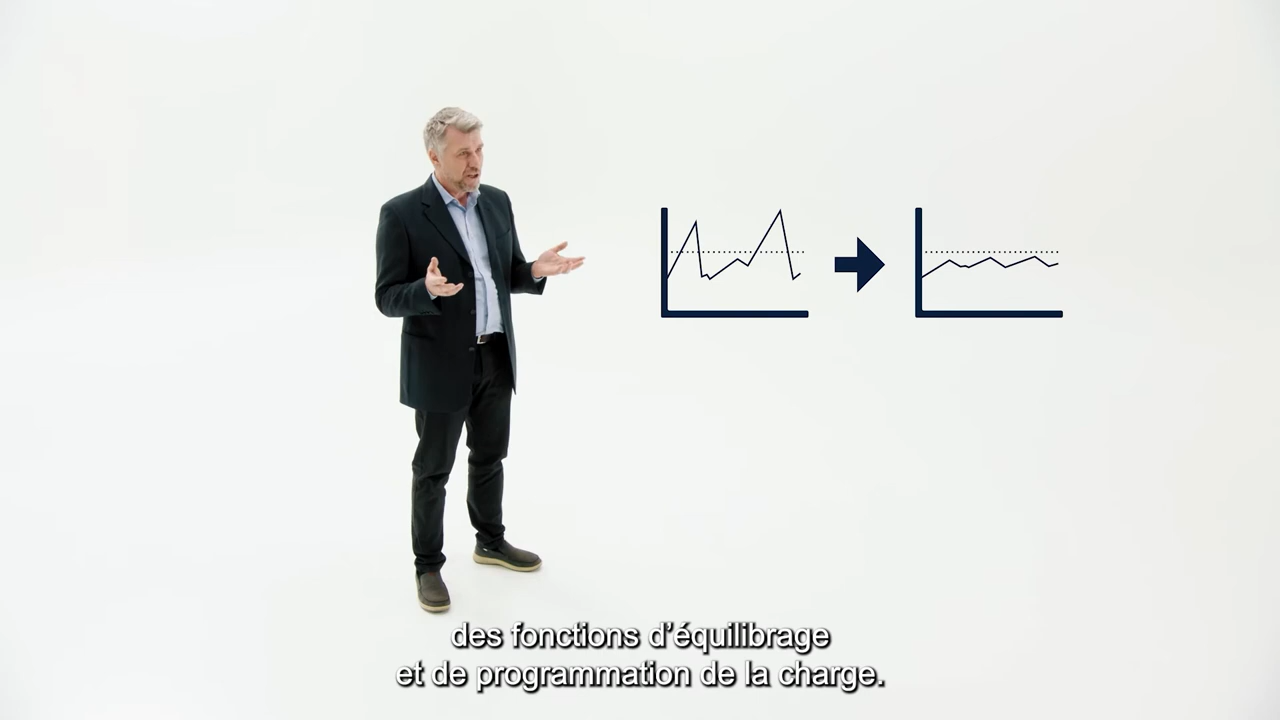 des fonctions d’équilibrage
et de programmation de la charge.